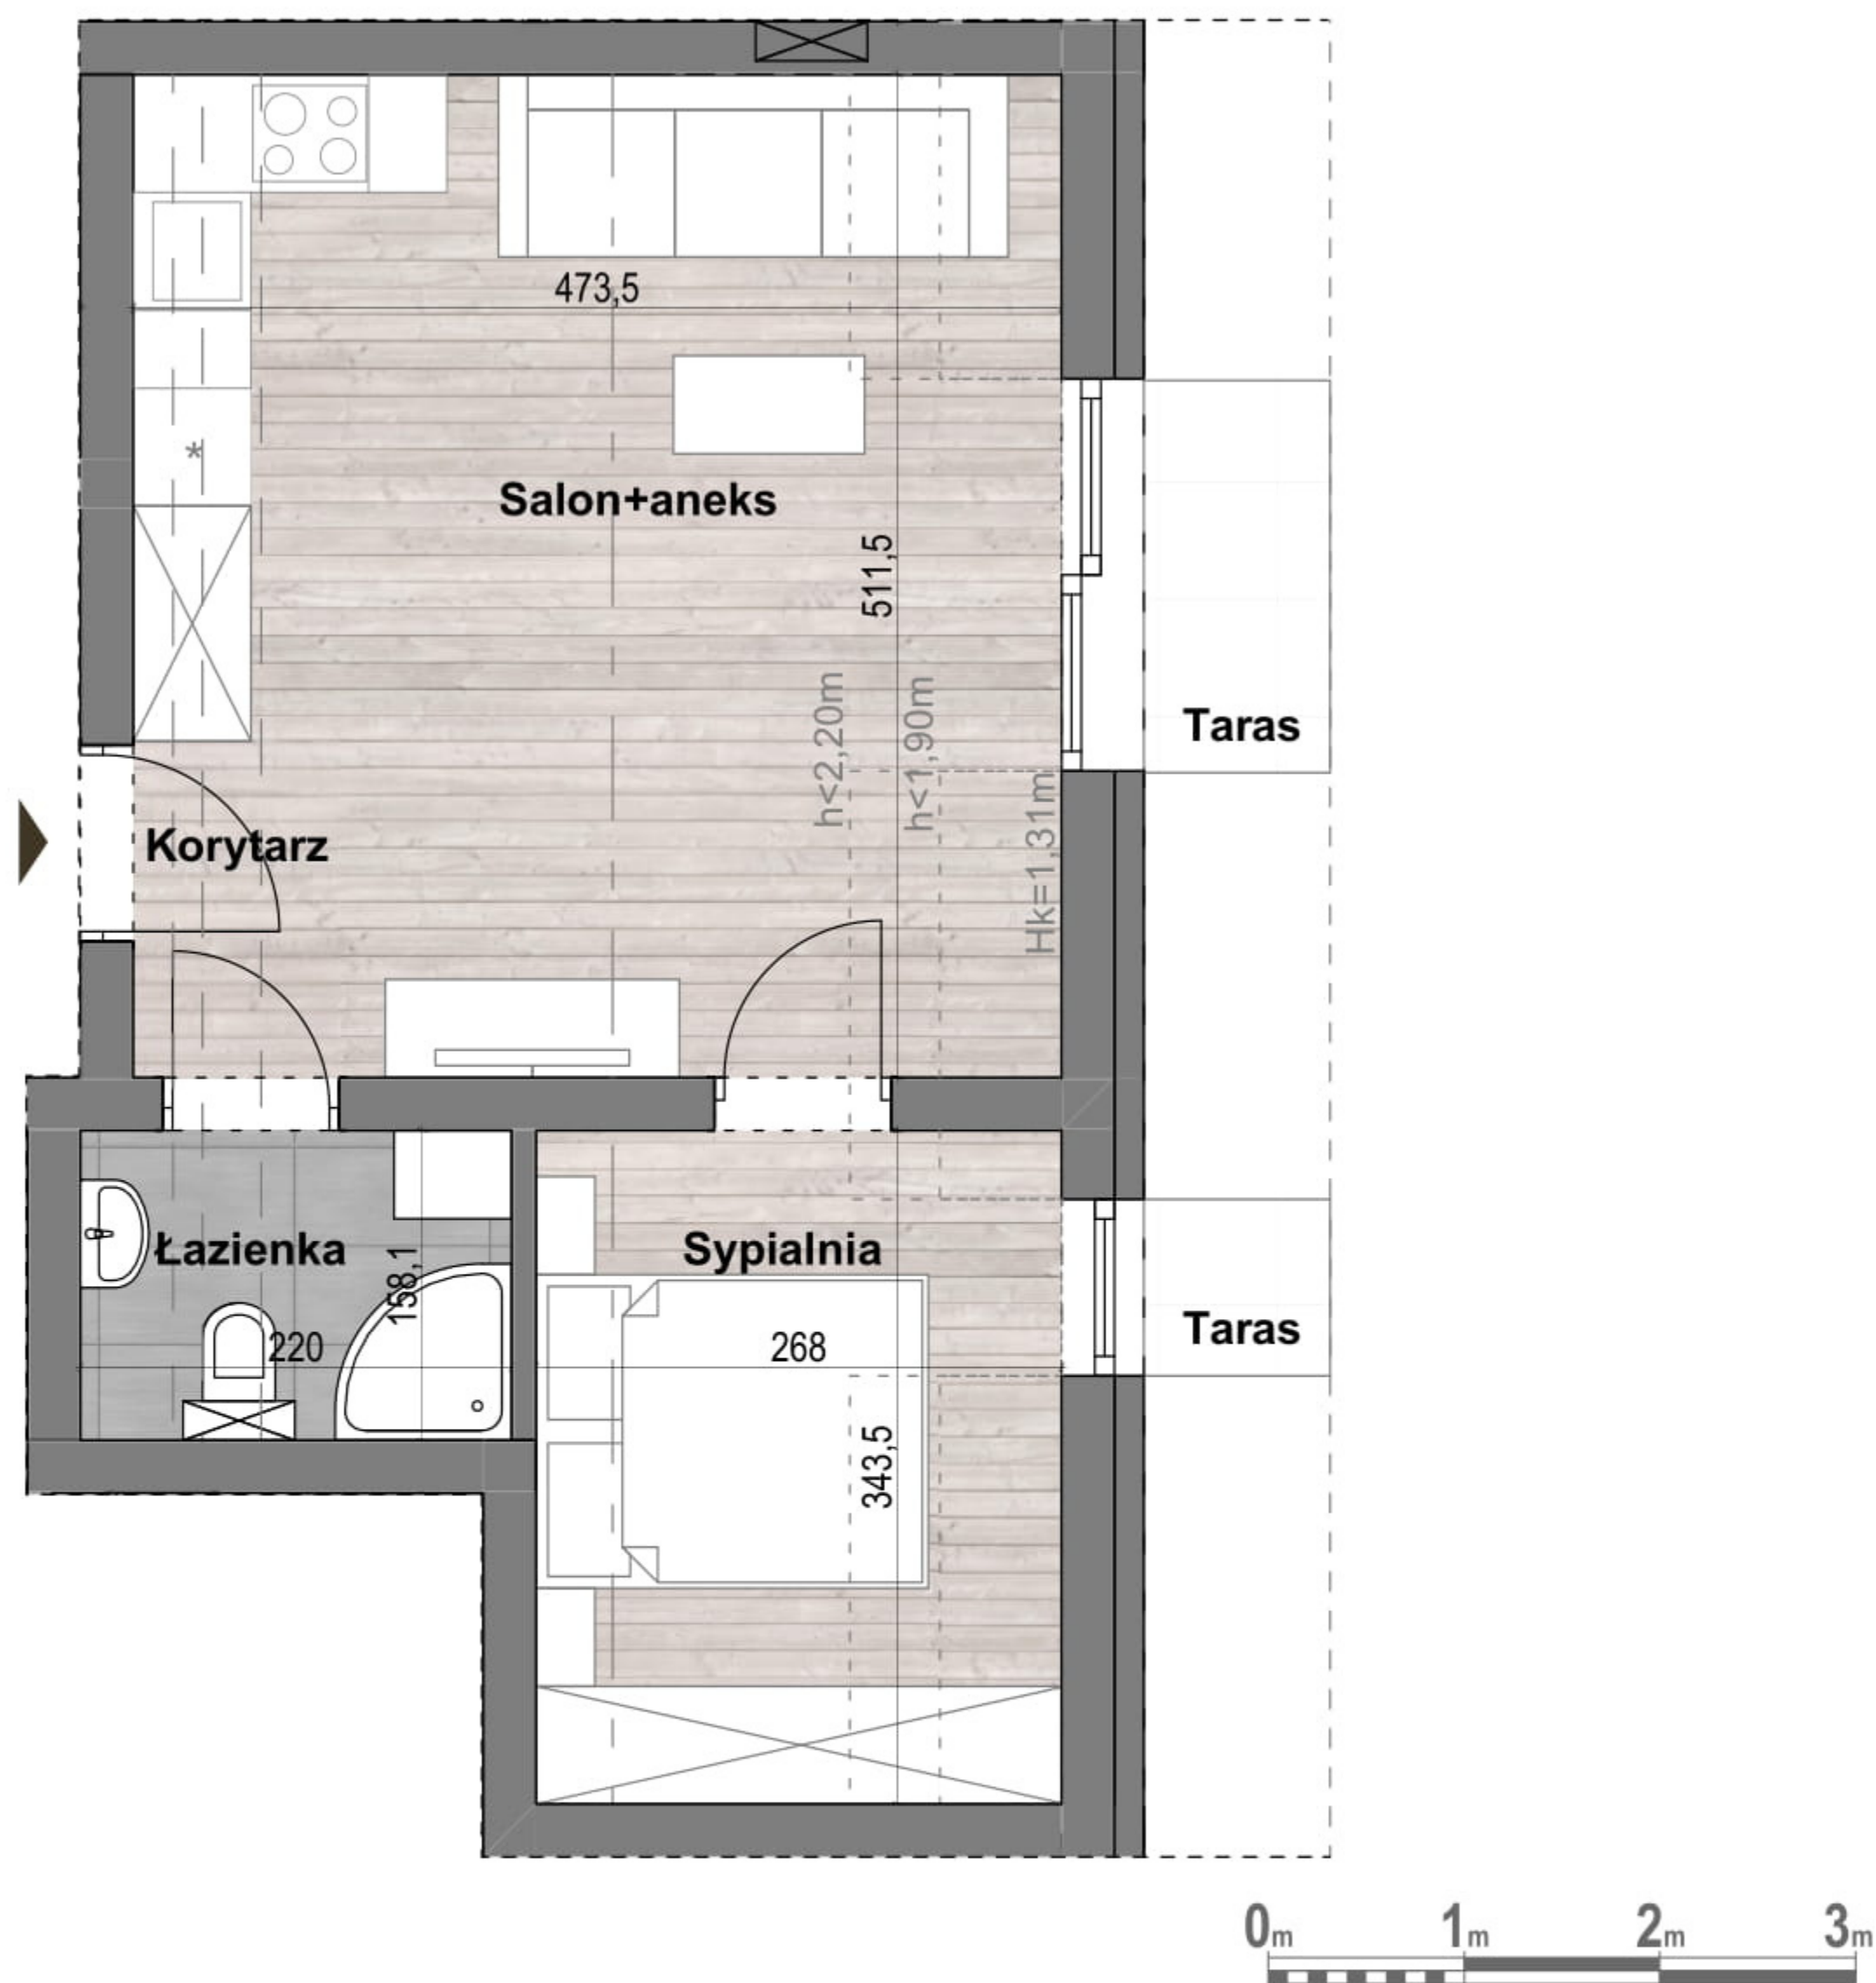 473,5
*
Salon+aneks
511,5
h<2,20m
h<1,90m
Taras
Hk=1,31m
Korytarz
Łazienka
158,1
Sypialnia
220
268
Taras
343,5
0m 1m 2m 3m